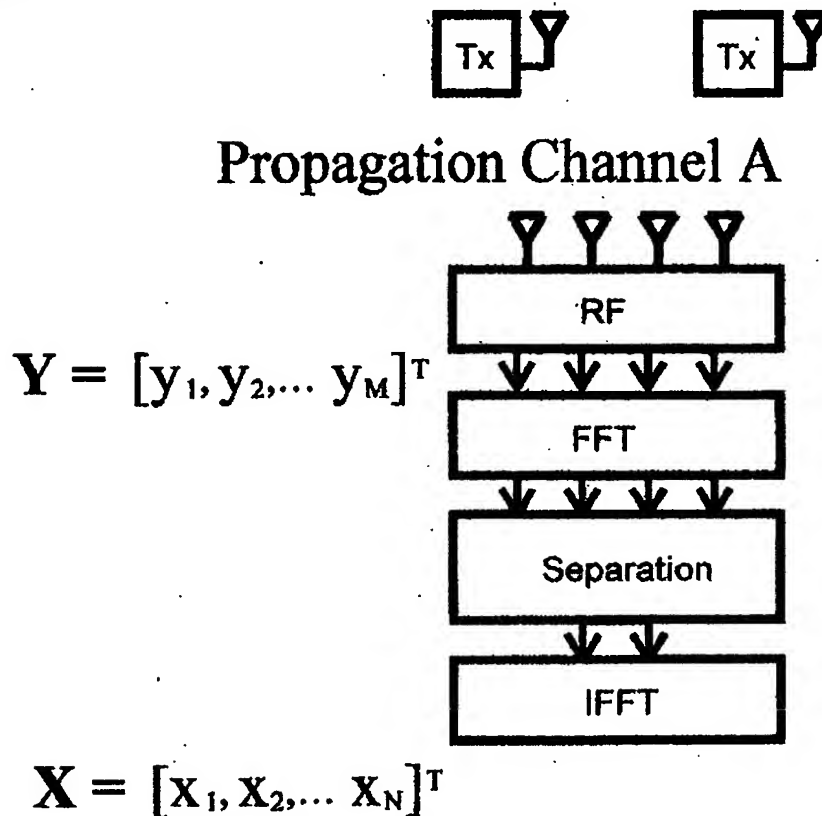 Tx Tx
Propagation Channel A
RF
Y = [y₁, y₂,... y_M]ᵀ
FFT
Separation
IFFT
X = [x₁, x₂,... x_N]ᵀ